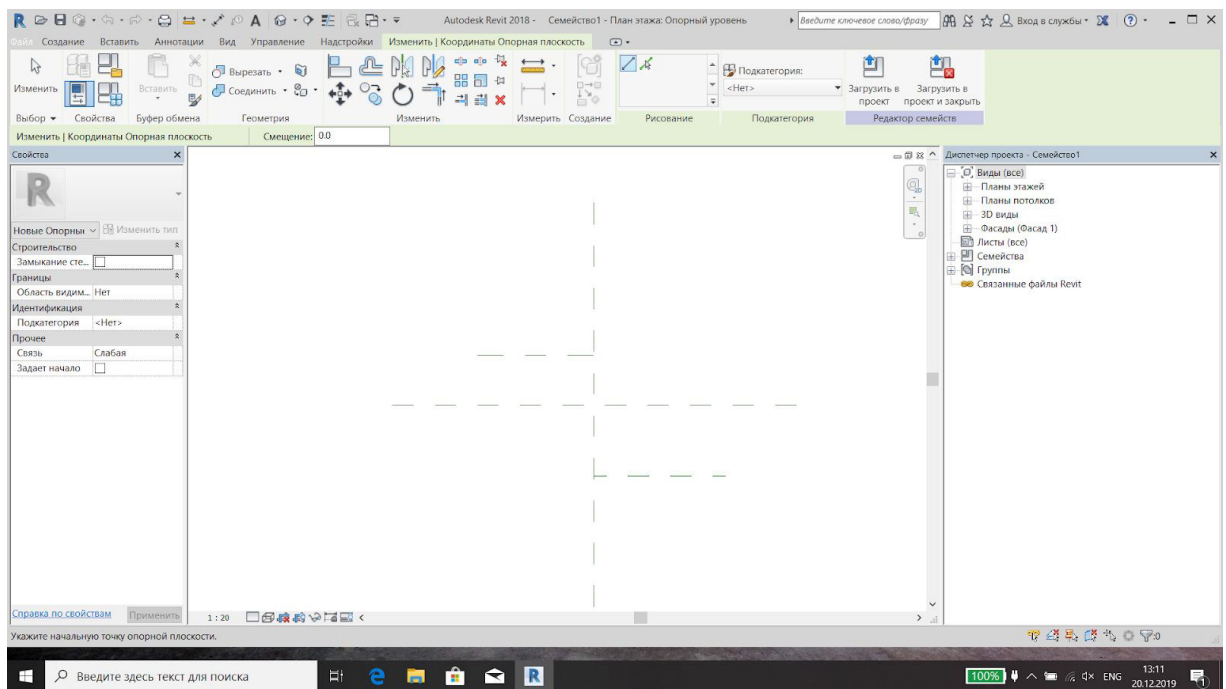 Autodesk Revit 2018 - Семейство1 - План этажа: Опорный уровень
Введите ключевое слово/фразу
Вход в службы
Файл Создание Вставить Аннотации Вид Управление Надстройки Изменить | Координаты Опорная плоскость
Изменить
Вставить
Вырезать
Соединить
Подкатегория:
<Нет>
Загрузить в проект
Загрузить в проект и закрыть
Выбор Свойства Буфер обмена Геометрия Изменить Измерить Создание Рисование Подкатегория Редактор семейств
Изменить | Координаты Опорная плоскость Смещение: 0.0
Свойства
R
Новые Опорны Изменить тип
Строительство
Замыкание сте...
Границы
Область видим... Нет
Идентификация
Подкатегория <Нет>
Прочее
Связь Слабая
Задает начало
Справка по свойствам Применить
1 : 20
Диспетчер проекта - Семейство1
Виды (все)
Планы этажей
Планы потолков
3D виды
Фасады (Фасад 1)
Листы (все)
Семейства
Группы
Связанные файлы Revit
Укажите начальную точку опорной плоскости.
:0
Введите здесь текст для поиска
100%
ENG
13:11
20.12.2019